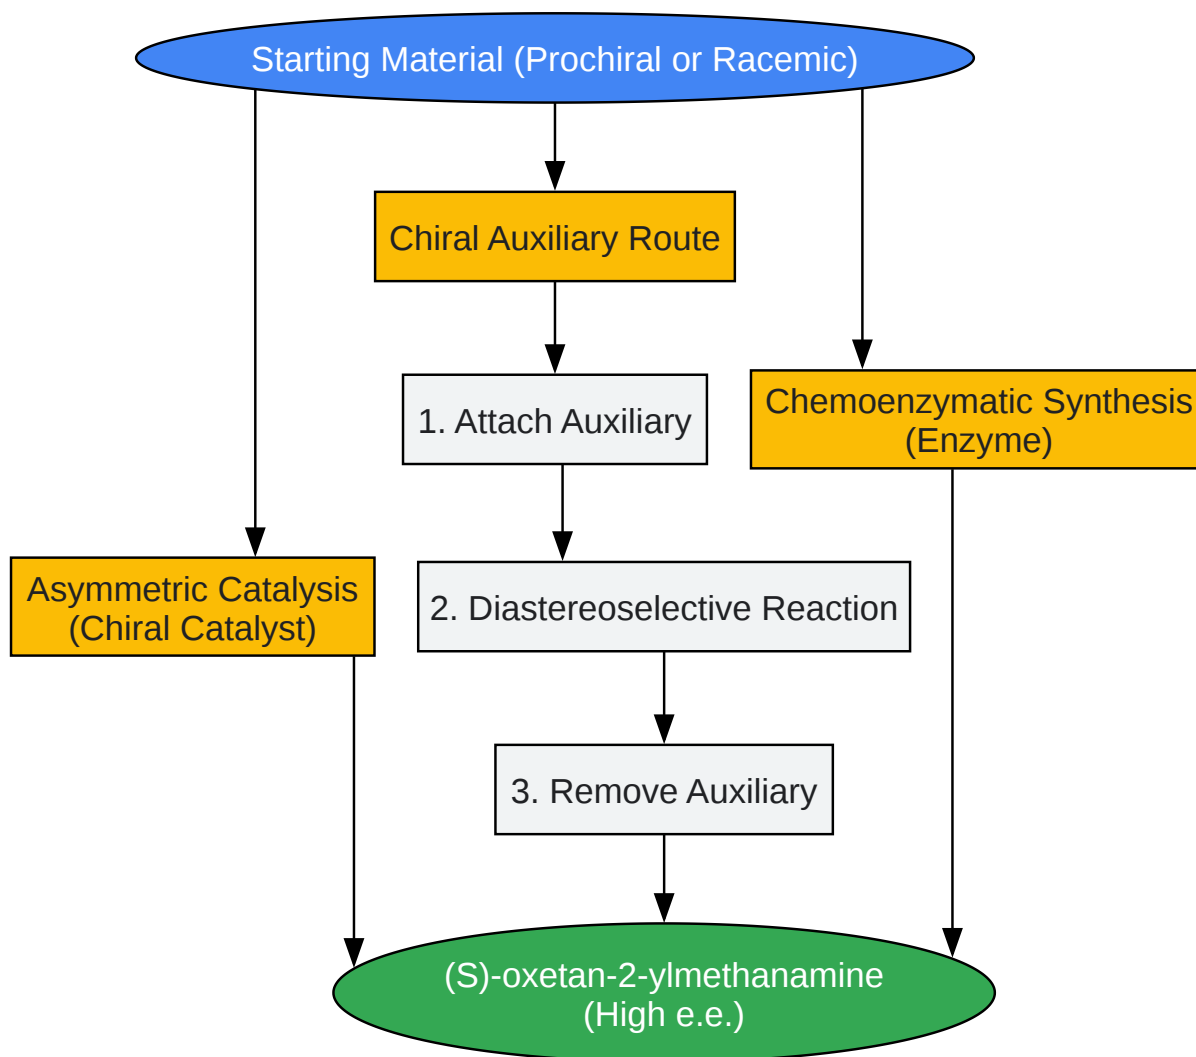 Starting Material (Prochiral or Racemic)
Chiral Auxiliary Route
1. Attach Auxiliary
Chemoenzymatic Synthesis
(Enzyme)
Asymmetric Catalysis
(Chiral Catalyst)
2. Diastereoselective Reaction
3. Remove Auxiliary
(S)-oxetan-2-ylmethanamine
(High e.e.)